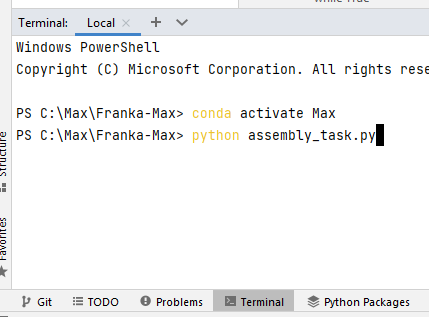 while True
Terminal: Local × + ∨
Windows PowerShell
Copyright (C) Microsoft Corporation. All rights rese
PS C:\Max\Franka-Max> conda activate Max
PS C:\Max\Franka-Max> python assembly_task.py
Structure
Favorites
Git TODO Problems Terminal Python Packages